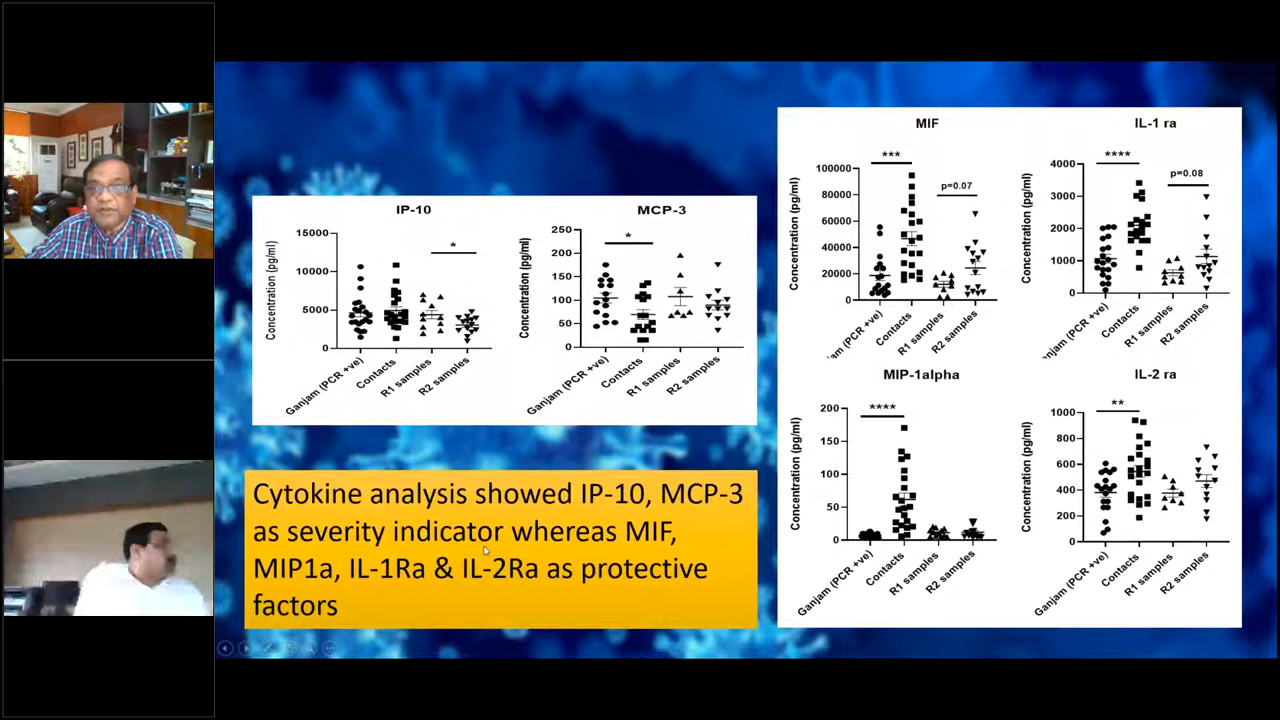 IP-10
Concentration (pg/ml)
15000
10000
5000
0
*
Ganjam (PCR +ve)
Contacts
R1 samples
R2 samples
MCP-3
Concentration (pg/ml)
250
200
150
100
50
0
*
Ganjam (PCR +ve)
Contacts
R1 samples
R2 samples
Cytokine analysis showed IP-10, MCP-3
as severity indicator whereas MIF,
MIP1a, IL-1Ra & IL-2Ra as protective
factors
MIF
Concentration (pg/ml)
100000
80000
60000
40000
20000
0
***
p=0.07
am (PCR +ve)
Contacts
R1 samples
R2 samples
IL-1 ra
Concentration (pg/ml)
4000
3000
2000
1000
0
****
p=0.08
anjam (PCR +ve)
Contacts
R1 samples
R2 samples
MIP-1alpha
Concentration (pg/ml)
200
150
100
50
0
****
Ganjam (PCR +ve)
Contacts
R1 samples
R2 samples
IL-2 ra
Concentration (pg/ml)
1000
800
600
400
200
0
**
Ganjam (PCR +ve)
Contacts
R1 samples
R2 samples